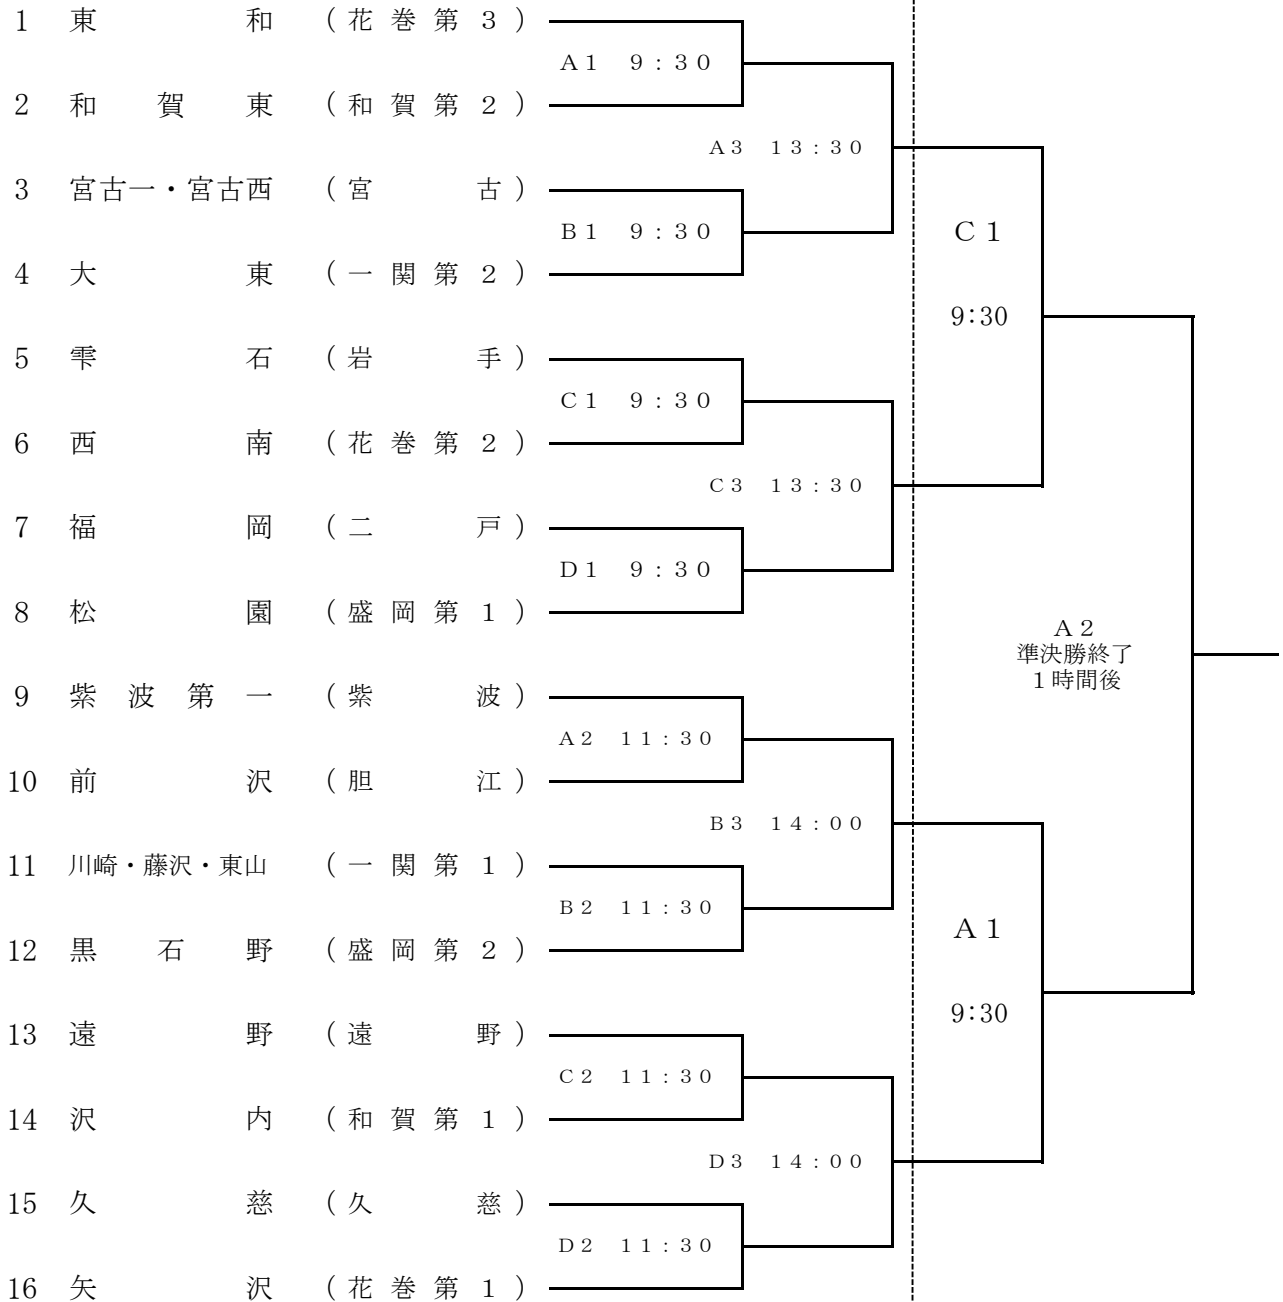 1 東和 (花巻第3)
A1 9:30
2 和賀東 (和賀第2)
A3 13:30
3 宮古一・宮古西 (宮古)
B1 9:30
C1
4 大東 (一関第2)
9:30
5 雫石 (岩手)
C1 9:30
6 西南 (花巻第2)
C3 13:30
7 福岡 (二戸)
D1 9:30
8 松園 (盛岡第1)
A2
準決勝終了
1時間後
9 紫波第一 (紫波)
A2 11:30
10 前沢 (胆江)
B3 14:00
11 川崎・藤沢・東山 (一関第1)
B2 11:30
A1
12 黒石野 (盛岡第2)
9:30
13 遠野 (遠野)
C2 11:30
14 沢内 (和賀第1)
D3 14:00
15 久慈 (久慈)
D2 11:30
16 矢沢 (花巻第1)